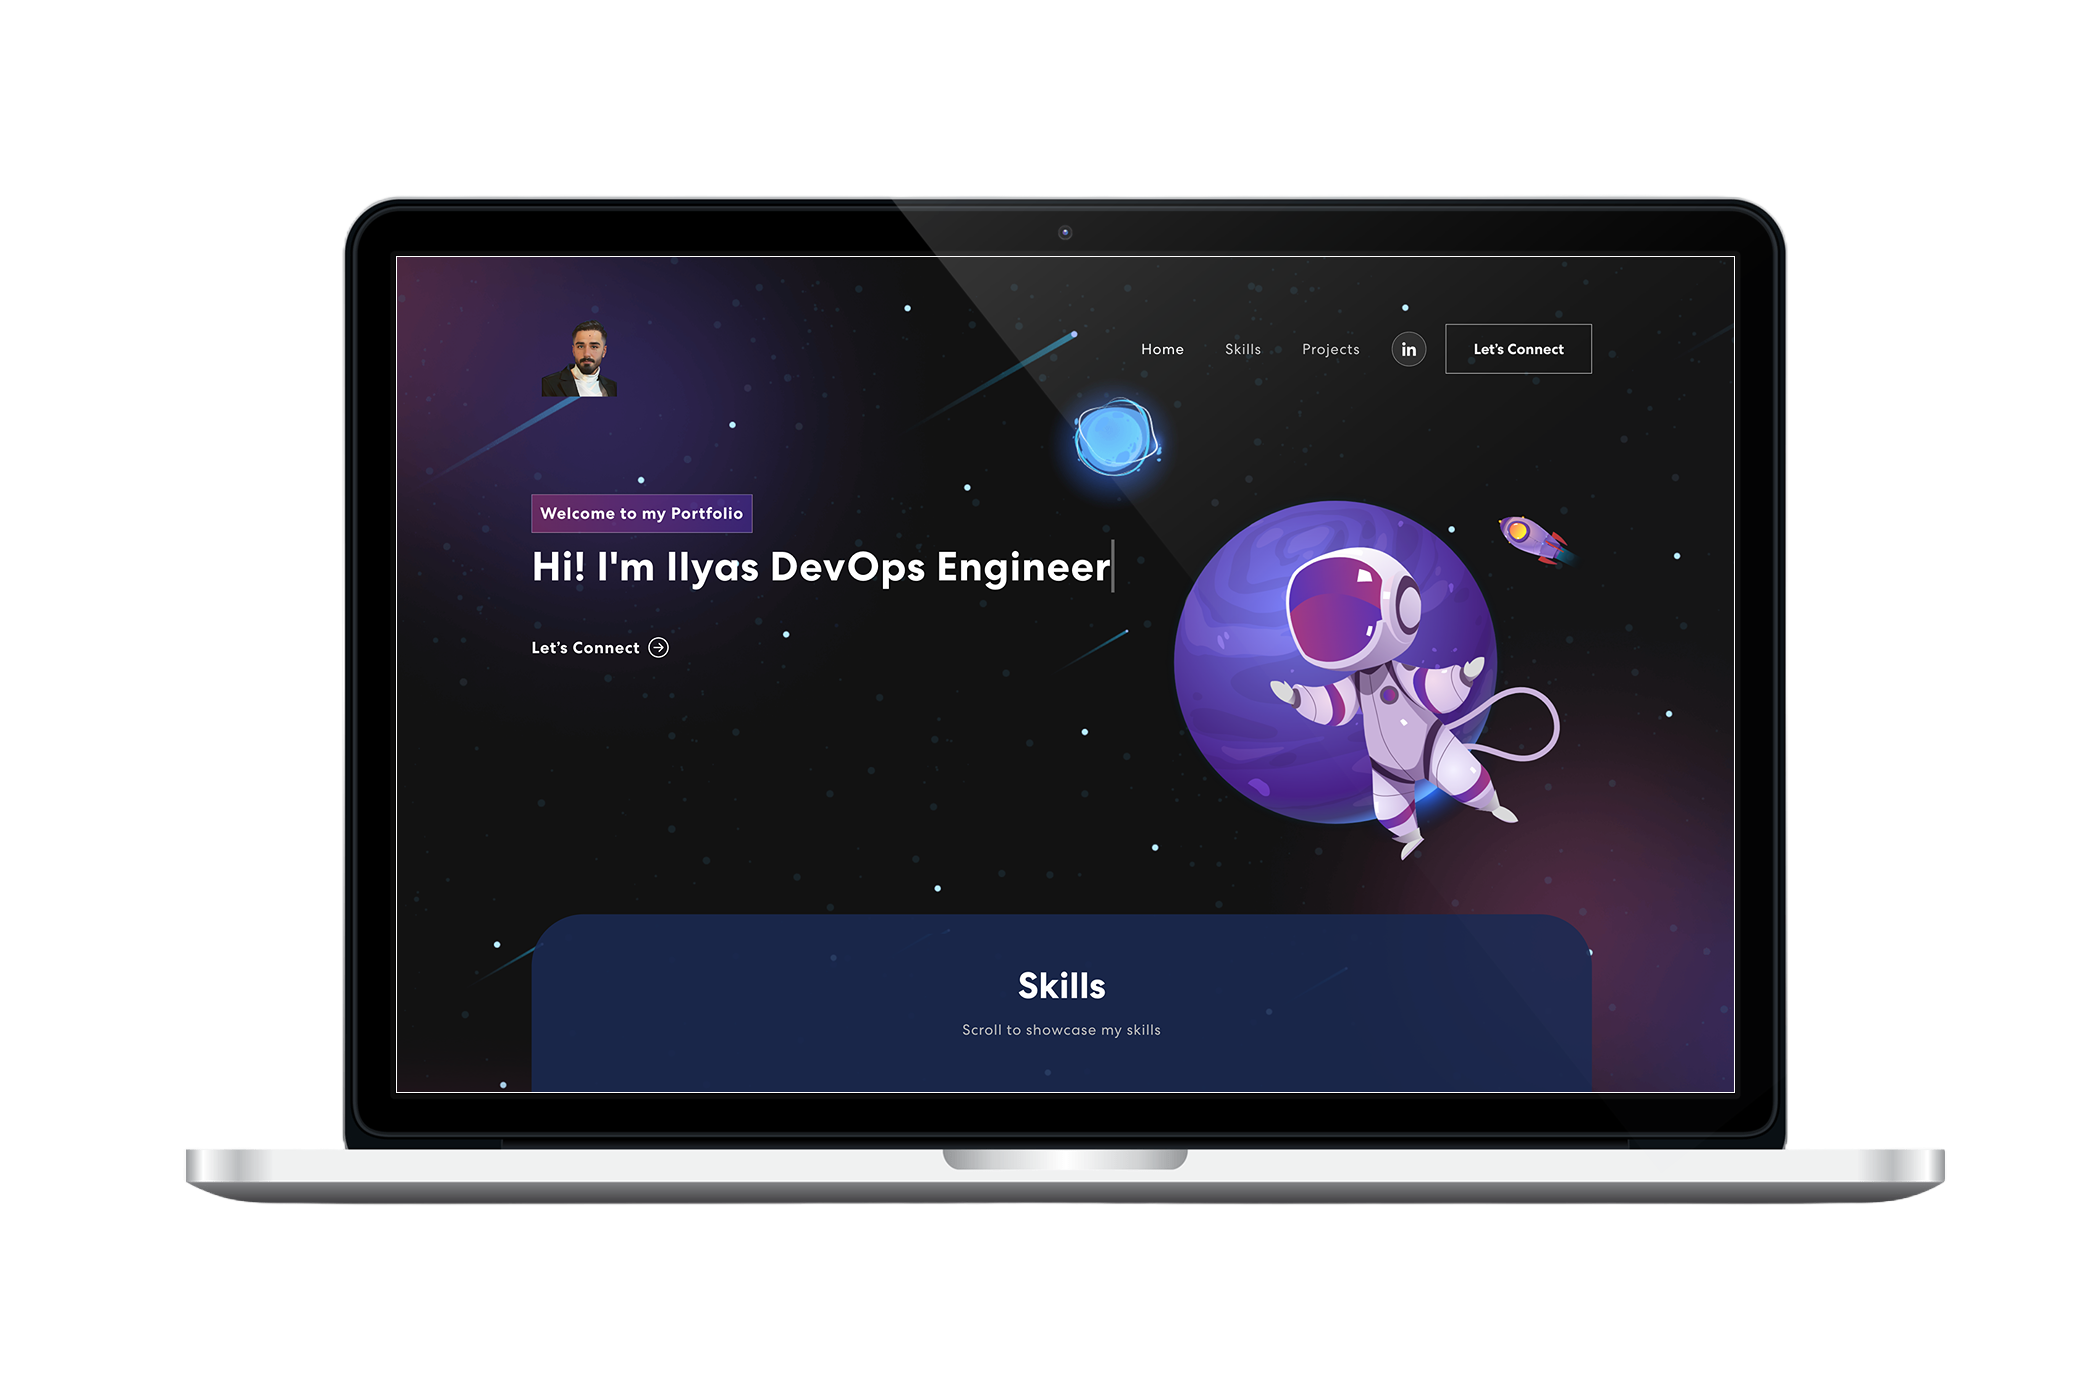 Home Skills Projects in Let's Connect
Welcome to my Portfolio
Hi! I'm Ilyas DevOps Engineer
Let's Connect
Skills
Scroll to showcase my skills